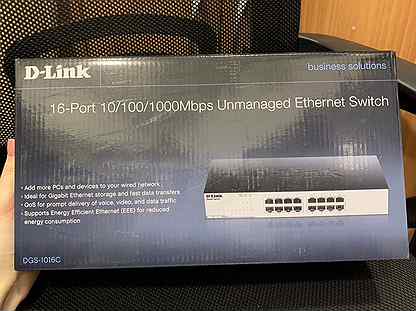 D-Link
business solutions
16-Port 10/100/1000Mbps Unmanaged Ethernet Switch
• Add more PCs and devices to your wired network
• Ideal for Gigabit Ethernet storage and fast data transfers
• QoS for prompt delivery of voice, video, and data traffic
• Supports Energy Efficient Ethernet (EEE) for reduced
energy consumption
D-Link
DGS-1016C